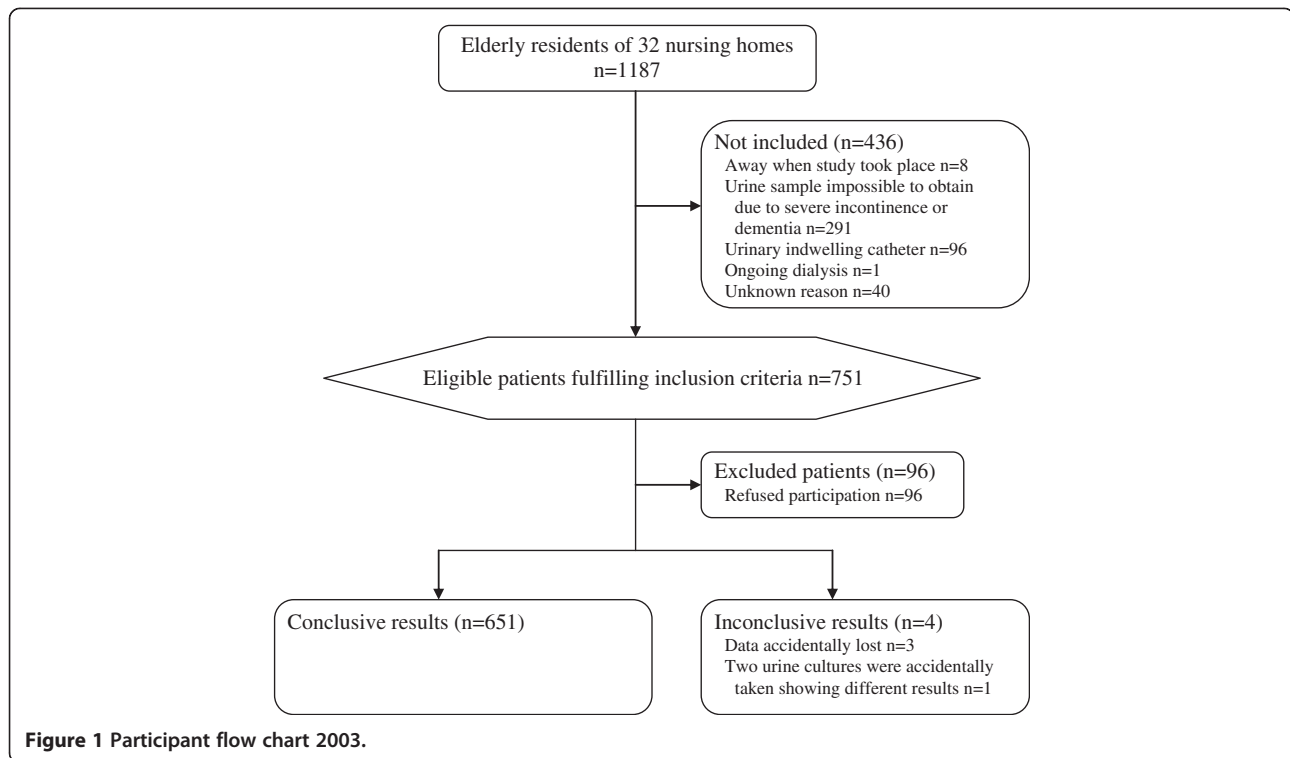 Elderly residents of 32 nursing homes
n=1187
Not included (n=436)
Away when study took place n=8
Urine sample impossible to obtain
due to severe incontinence or
dementia n=291
Urinary indwelling catheter n=96
Ongoing dialysis n=1
Unknown reason n=40
Eligible patients fulfilling inclusion criteria n=751
Excluded patients (n=96)
Refused participation n=96
Conclusive results (n=651)
Inconclusive results (n=4)
Data accidentally lost n=3
Two urine cultures were accidentally
taken showing different results n=1
Figure 1 Participant flow chart 2003.